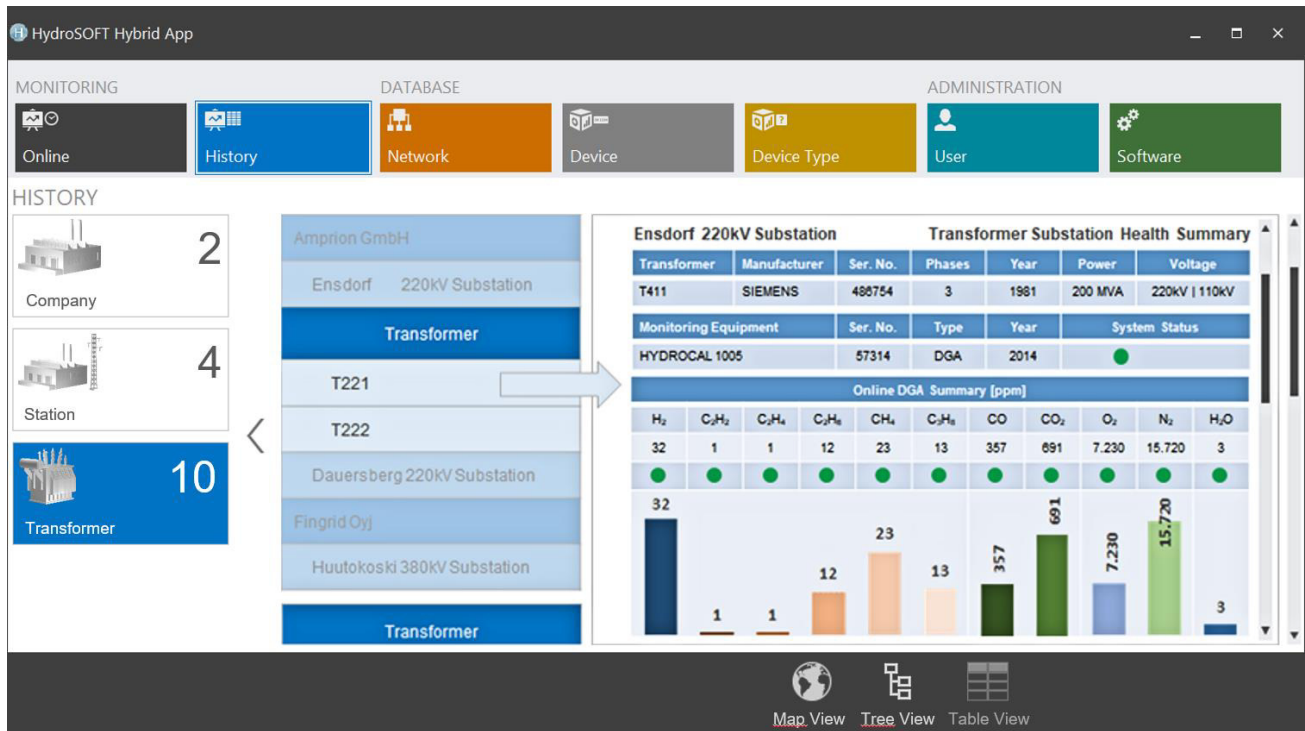 HydroSOFT Hybrid App
MONITORING DATABASE ADMINISTRATION
Online History Network Device Device Type User Software
HISTORY
2
Company
4
Station
10
Transformer
Amprion GmbH
Ensdorf 220kV Substation
Transformer
T221
T222
Dauersberg 220kV Substation
Fingrid Oyj
Huutokoski 380kV Substation
Transformer
Ensdorf 220kV Substation Transformer Substation Health Summary
Transformer Manufacturer Ser. No. Phases Year Power Voltage
T411 SIEMENS 486754 3 1981 200 MVA 220kV | 110kV
Monitoring Equipment Ser. No. Type Year System Status
HYDROCAL 1005 57314 DGA 2014
Online DGA Summary [ppm]
H₂ C₂H₂ C₂H₄ C₂H₆ CH₄ C₃H₈ CO CO₂ O₂ N₂ H₂O
32 1 1 12 23 13 357 691 7.230 15.720 3
32 1 1 12 23 13 357 691 7.230 15.720 3
Map View Tree View Table View